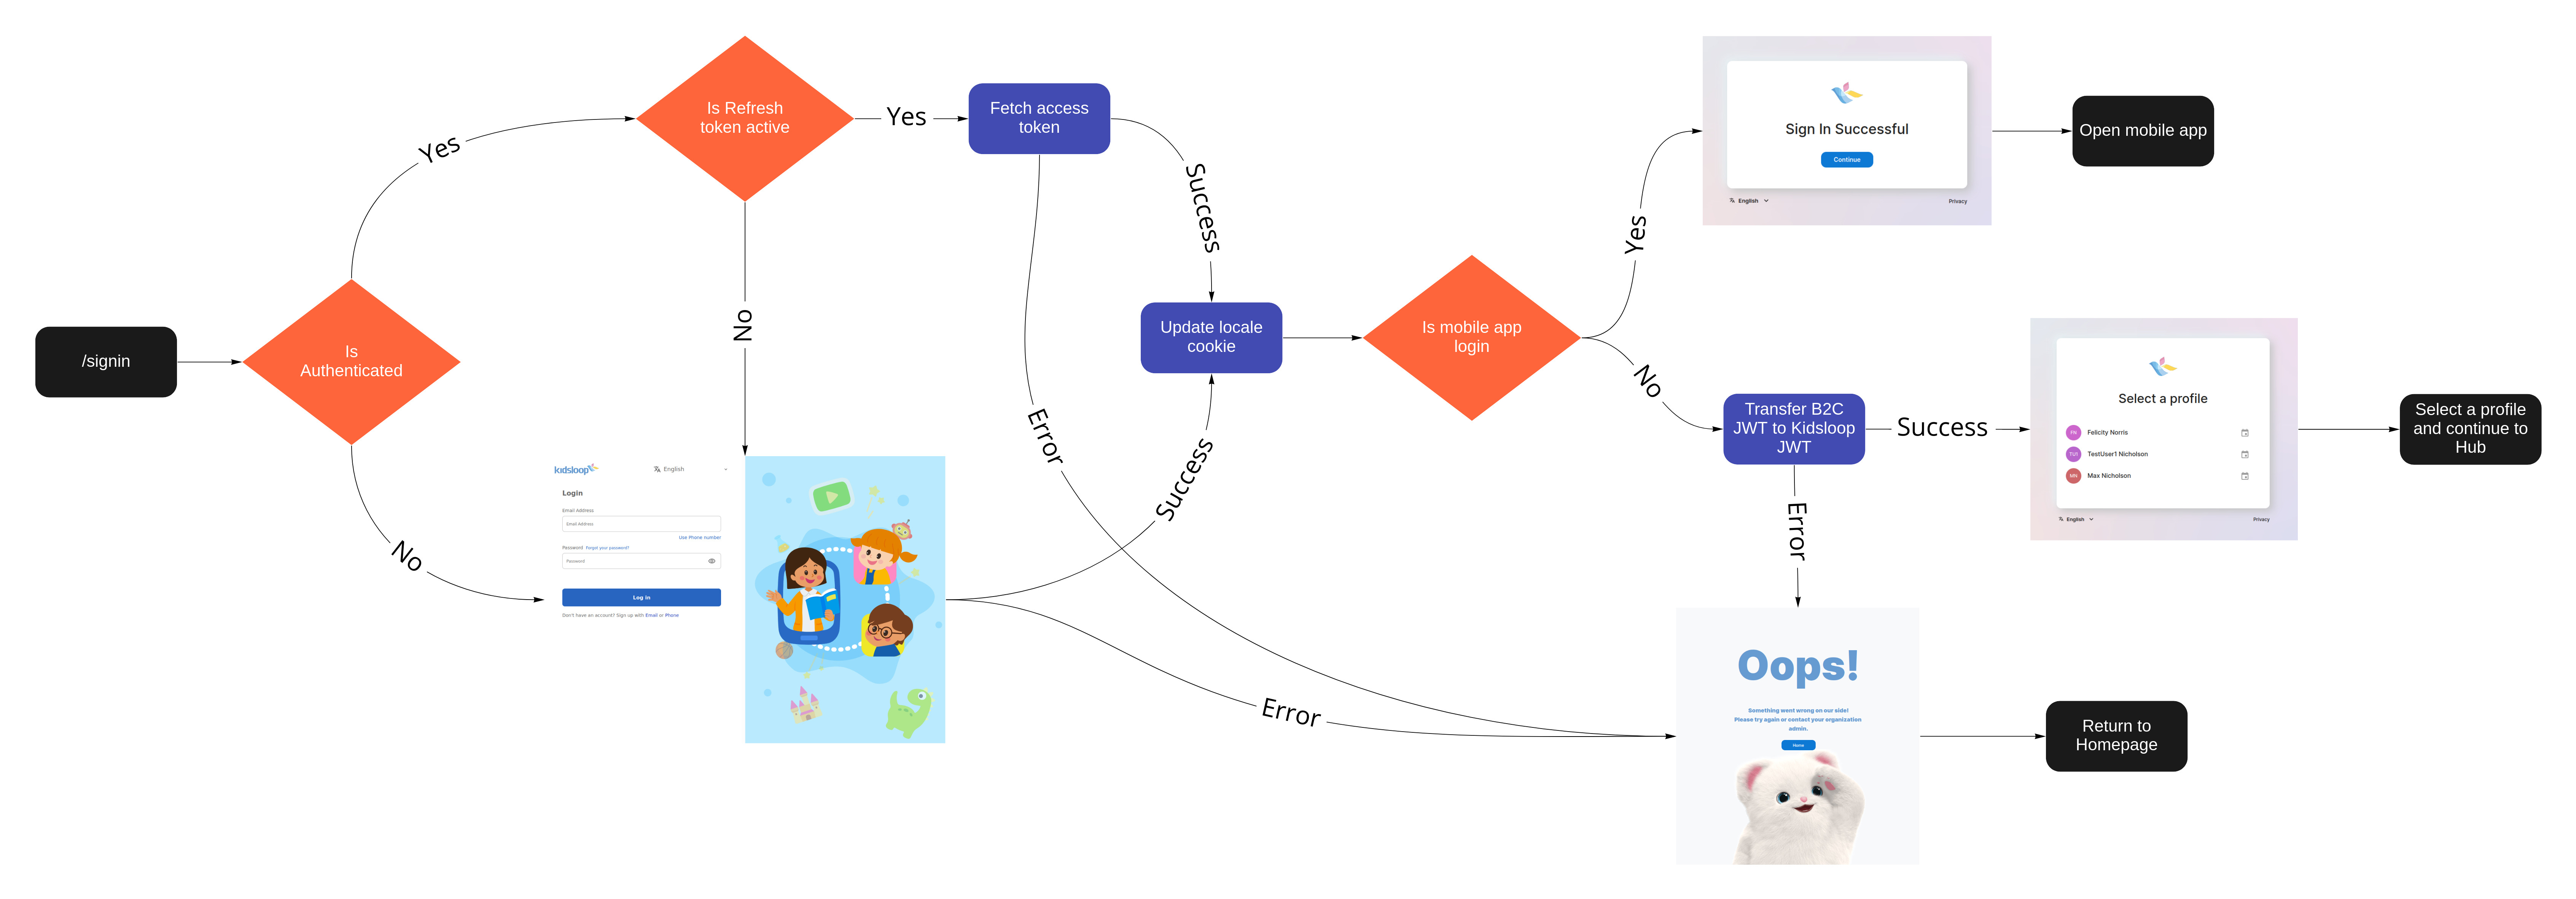 /signin
Is
Authenticated
Yes
No
Is Refresh
token active
Yes
No
kidsloop
English
Login
Email Address
Email Address
Use Phone number
Password Forgot your password?
Password
Log in
Don't have an account? Sign up with Email or Phone
Fetch access
token
Success
Error
Success
Error
Update locale
cookie
Is mobile app
login
Yes
No
Sign In Successful
Continue
English
Privacy
Open mobile app
Transfer B2C
JWT to Kidsloop
JWT
Success
Error
Select a profile
FN Felicity Norris
TU1 TestUser1 Nicholson
MN Max Nicholson
English
Privacy
Select a profile
and continue to
Hub
Oops!
Something went wrong on our side!
Please try again or contact your organization
admin.
Home
Return to
Homepage